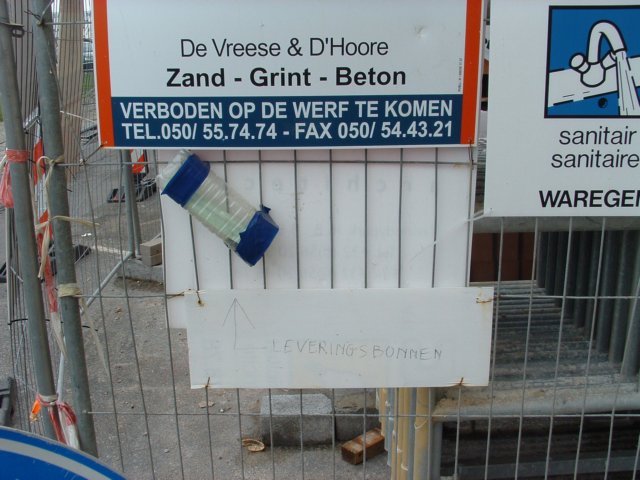 De Vreese & D'Hoore
Zand - Grint - Beton
VERBODEN OP DE WERF TE KOMEN
TEL.050/ 55.74.74 - FAX 050/ 54.43.21
sanitair
sanitaire
WAREGEM
LEVERINGSBONNEN